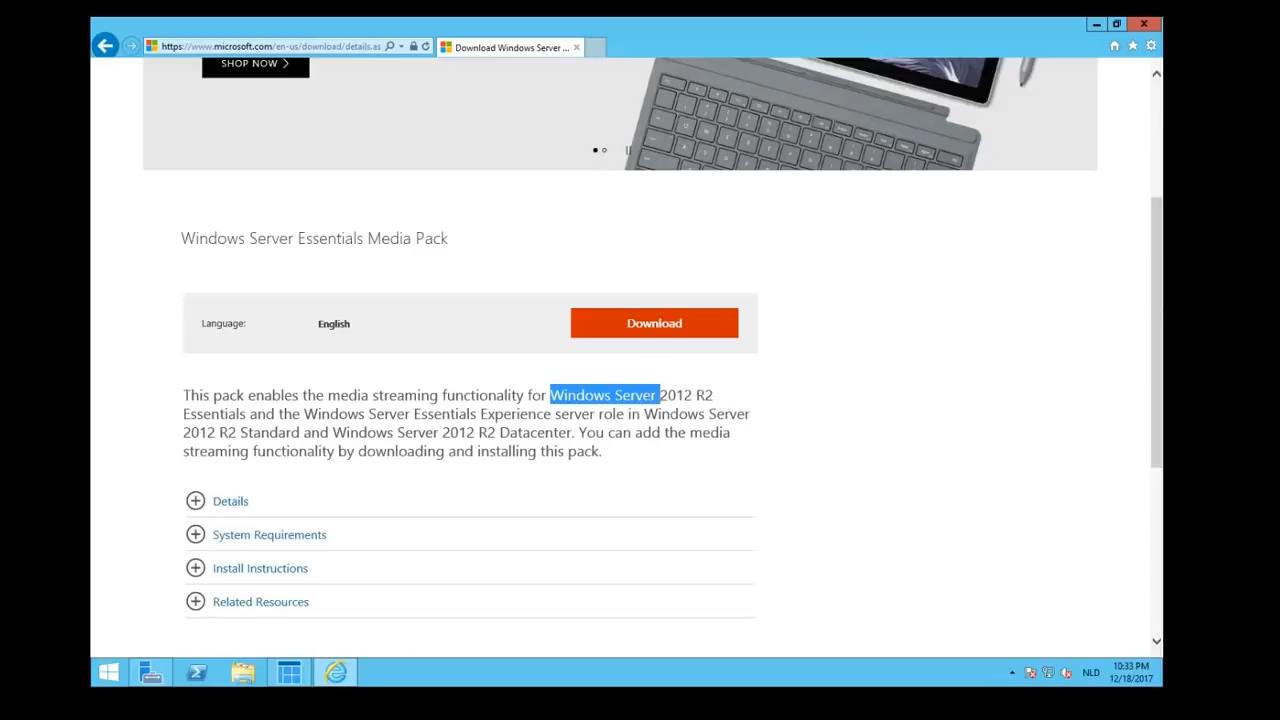 https://www.microsoft.com/en-us/download/details.as
Download Windows Server ...
SHOP NOW
Windows Server Essentials Media Pack
Language:
English
Download
This pack enables the media streaming functionality for Windows Server 2012 R2
Essentials and the Windows Server Essentials Experience server role in Windows Server
2012 R2 Standard and Windows Server 2012 R2 Datacenter. You can add the media
streaming functionality by downloading and installing this pack.
Details
System Requirements
Install Instructions
Related Resources
NLD
10:33 PM
12/18/2017